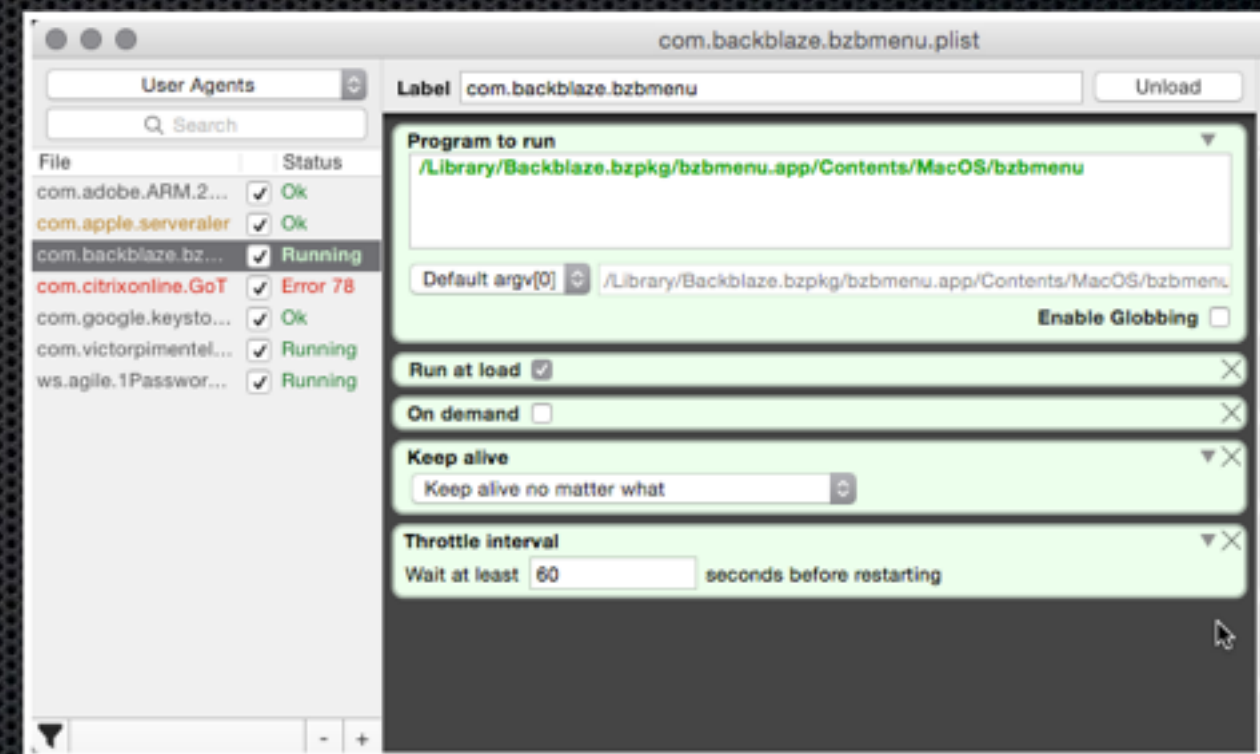 com.backblaze.bzbmenu.plist
User Agents
Label com.backblaze.bzbmenu Unload
Search
File Status
com.adobe.ARM.2... Ok
com.apple.serveraler Ok
com.backblaze.bz... Running
com.citrixonline.GoT Error 78
com.google.keysto... Ok
com.victorpimentel... Running
ws.agile.1Passwor... Running
Program to run
/Library/Backblaze.bzpkg/bzbmenu.app/Contents/MacOS/bzbmenu
Default argv[0] /Library/Backblaze.bzpkg/bzbmenu.app/Contents/MacOS/bzbmenu
Enable Globbing
Run at load
On demand
Keep alive
Keep alive no matter what
Throttle interval
Wait at least 60 seconds before restarting
- +